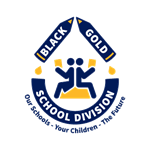 BLACK GOLD
SCHOOL DIVISION
Our Schools - Your Children - The Future